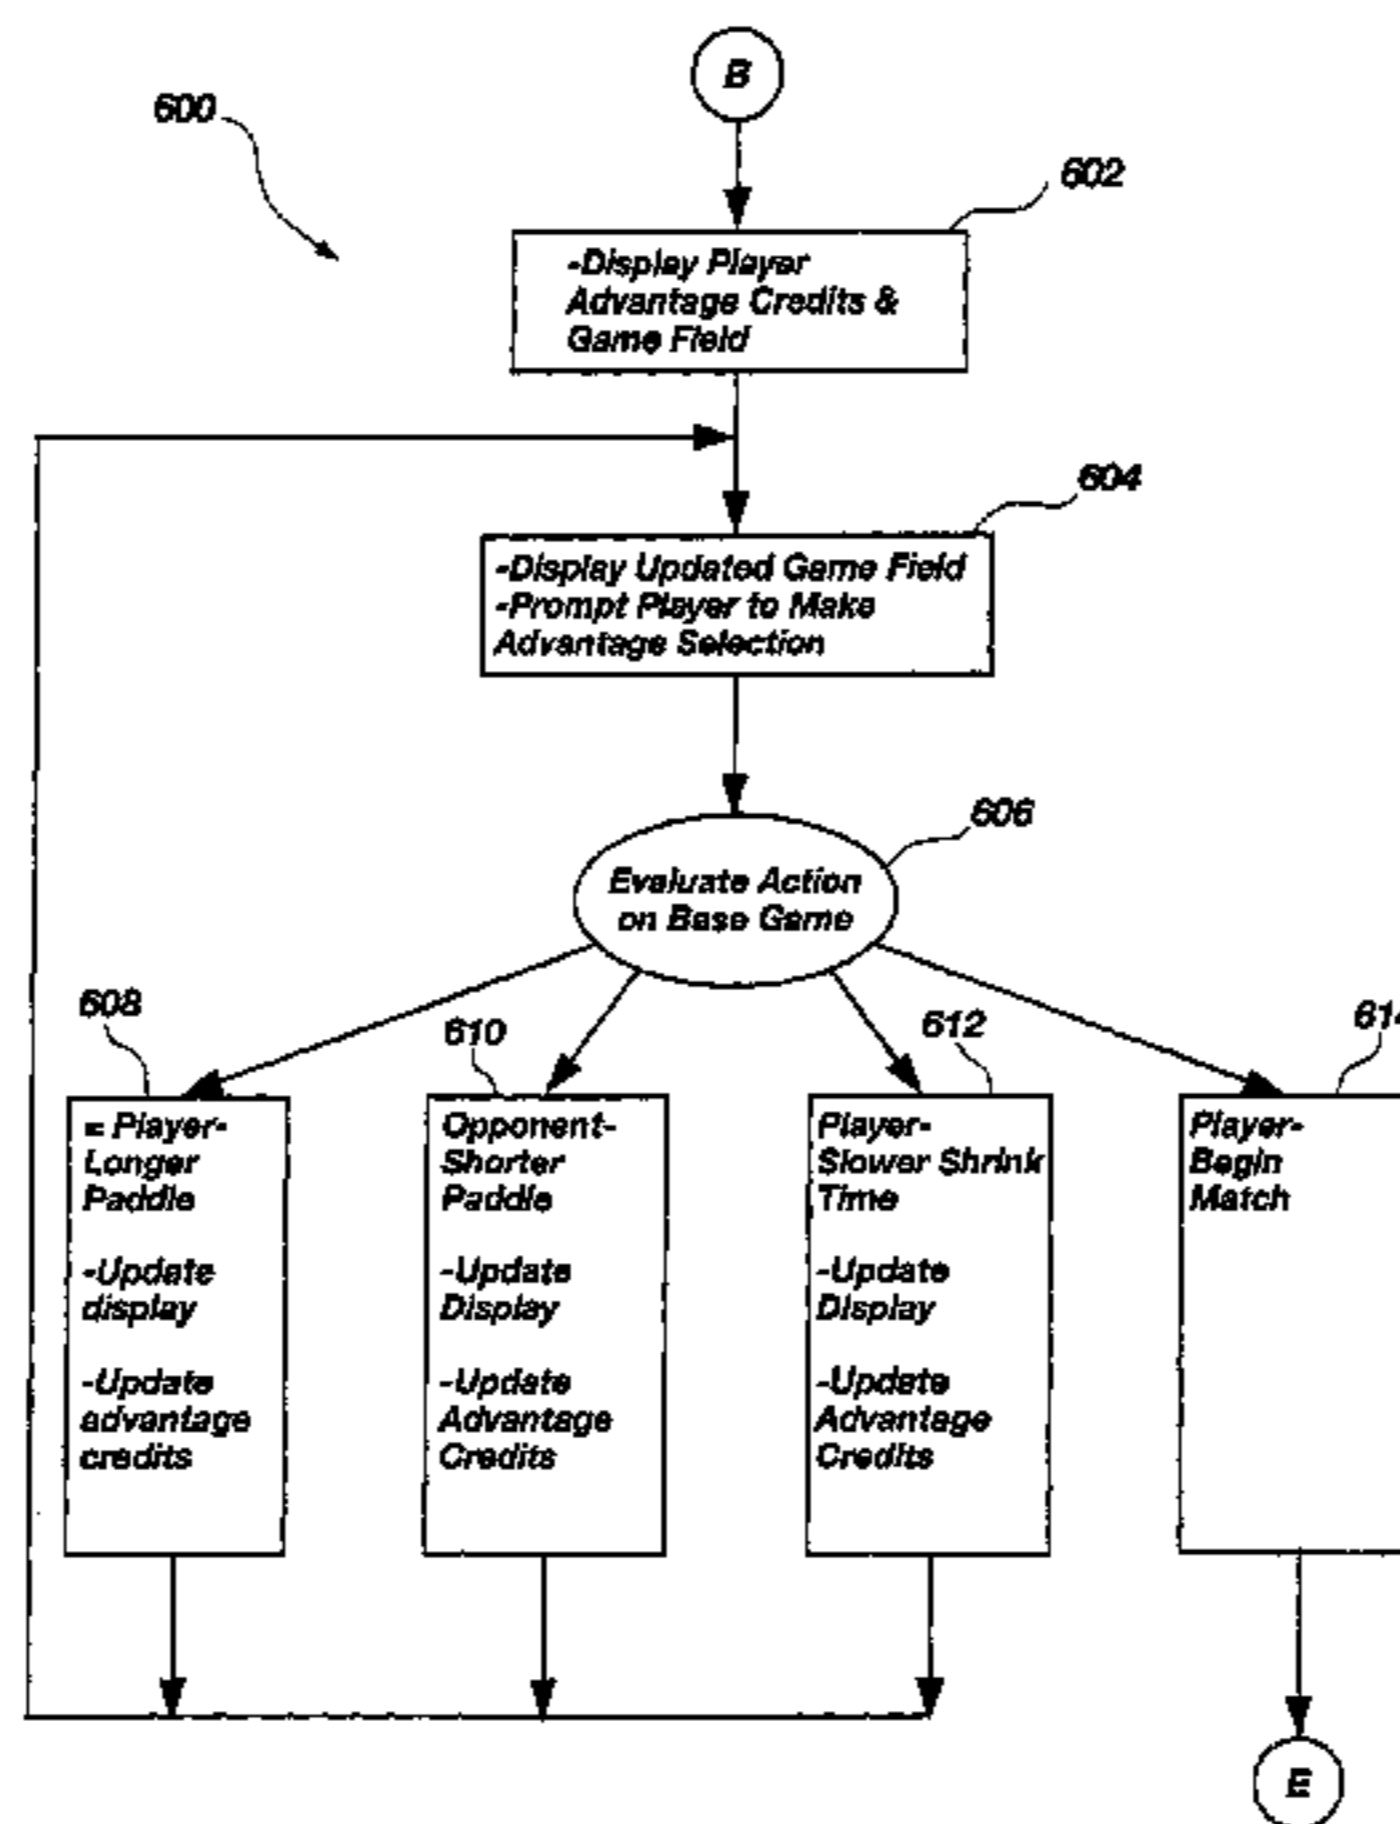 B
600
602
-Display Player
Advantage Credits &
Game Field
604
-Display Updated Game Field
-Prompt Player to Make
Advantage Selection
606
Evaluate Action
on Base Game
608
= Player-
Longer
Paddle
-Update
display
-Update
advantage
credits
610
Opponent-
Shorter
Paddle
-Update
Display
-Update
Advantage
Credits
612
Player-
Slower Shrink
Time
-Update
Display
-Update
Advantage
Credits
614
Player-
Begin
Match
E